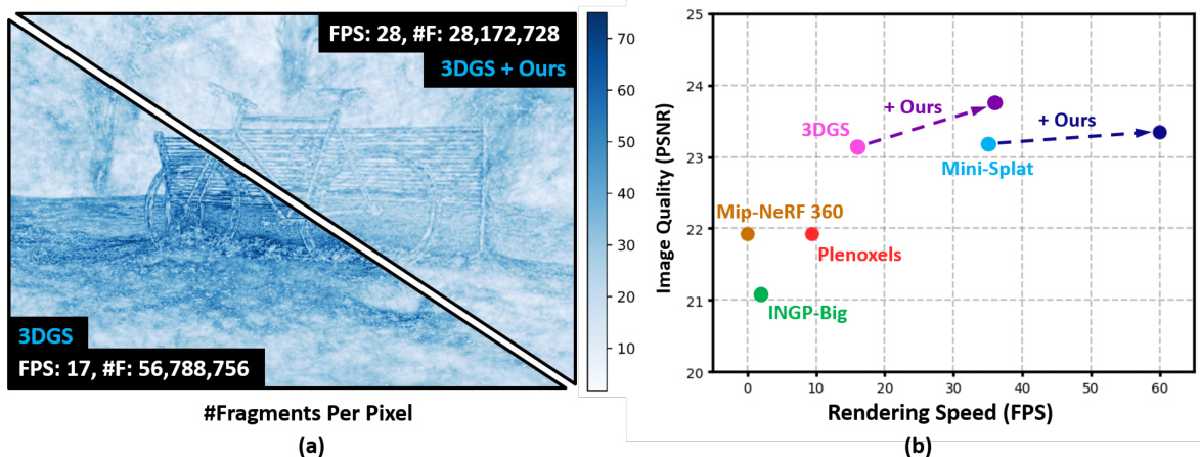 FPS: 28, #F: 28,172,728
3DGS + Ours
3DGS
FPS: 17, #F: 56,788,756
70
60
50
40
30
20
10
#Fragments Per Pixel
(a)
25
24
23
22
21
20
Image Quality (PSNR)
+ Ours
3DGS
+ Ours
Mini-Splat
Mip-NeRF 360
Plenoxels
INGP-Big
0 10 20 30 40 50 60
Rendering Speed (FPS)
(b)